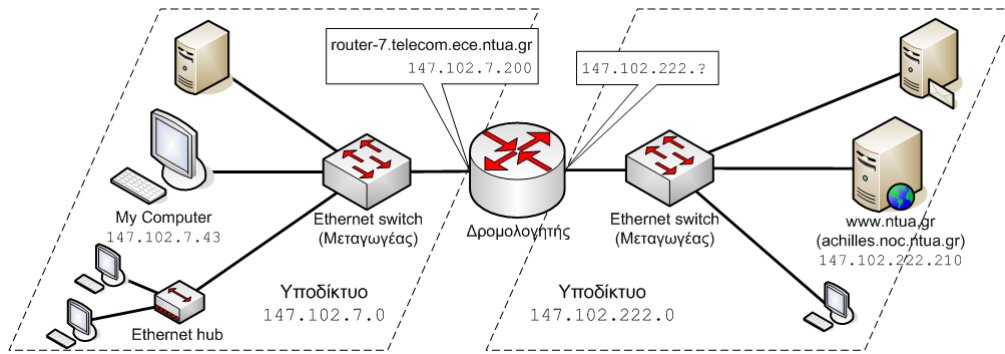 router-7.telecom.ece.ntua.gr
147.102.7.200
147.102.222.?
My Computer
147.102.7.43
Ethernet switch
(Μεταγωγέας)
Δρομολογητής
Ethernet switch
(Μεταγωγέας)
www.ntua.gr
(achilles.noc.ntua.gr)
147.102.222.210
Ethernet hub
Υποδίκτυο
147.102.7.0
Υποδίκτυο
147.102.222.0